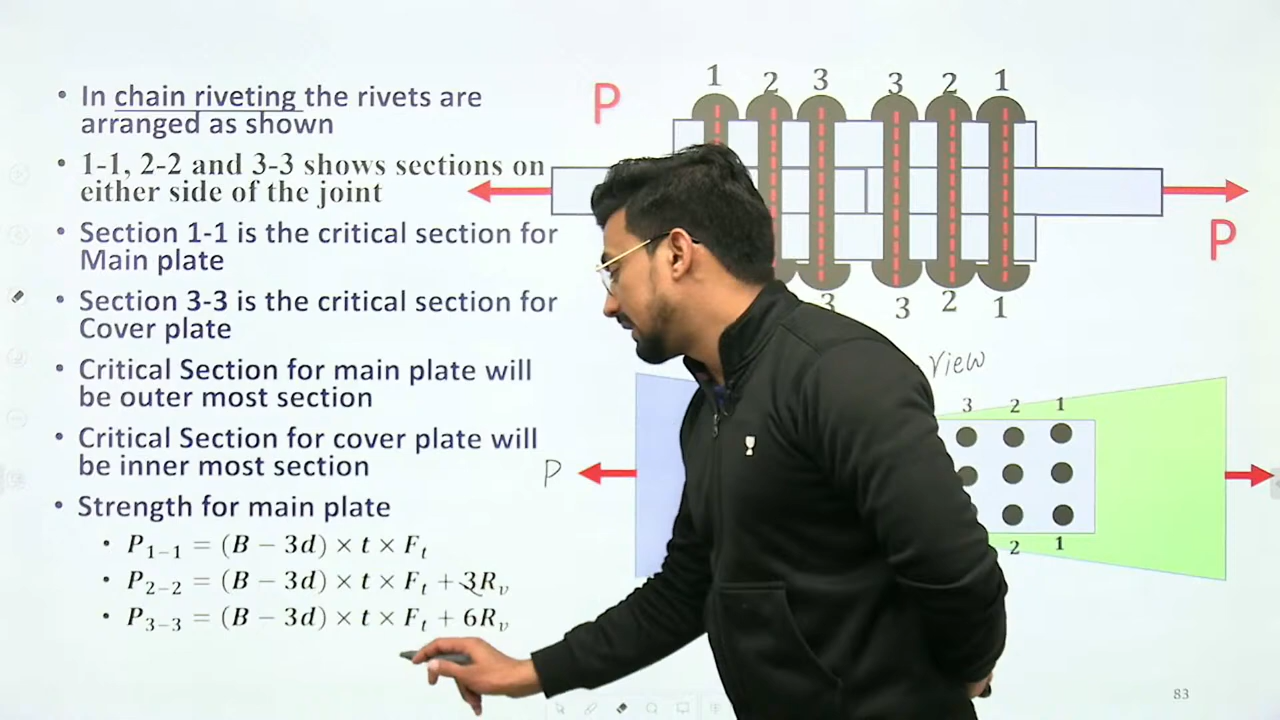 • In chain riveting the rivets are
arranged as shown
• 1-1, 2-2 and 3-3 shows sections on
either side of the joint
• Section 1-1 is the critical section for
Main plate
• Section 3-3 is the critical section for
Cover plate
• Critical Section for main plate will
be outer most section
• Critical Section for cover plate will
be inner most section
• Strength for main plate
• P₁₋₁ = (B − 3d) × t × Fₜ
• P₂₋₂ = (B − 3d) × t × Fₜ + 3Rᵥ
• P₃₋₃ = (B − 3d) × t × Fₜ + 6Rᵥ
1 2 3 3 2 1
P
P
3 3 2 1
View
3 2 1
P
2 1
83